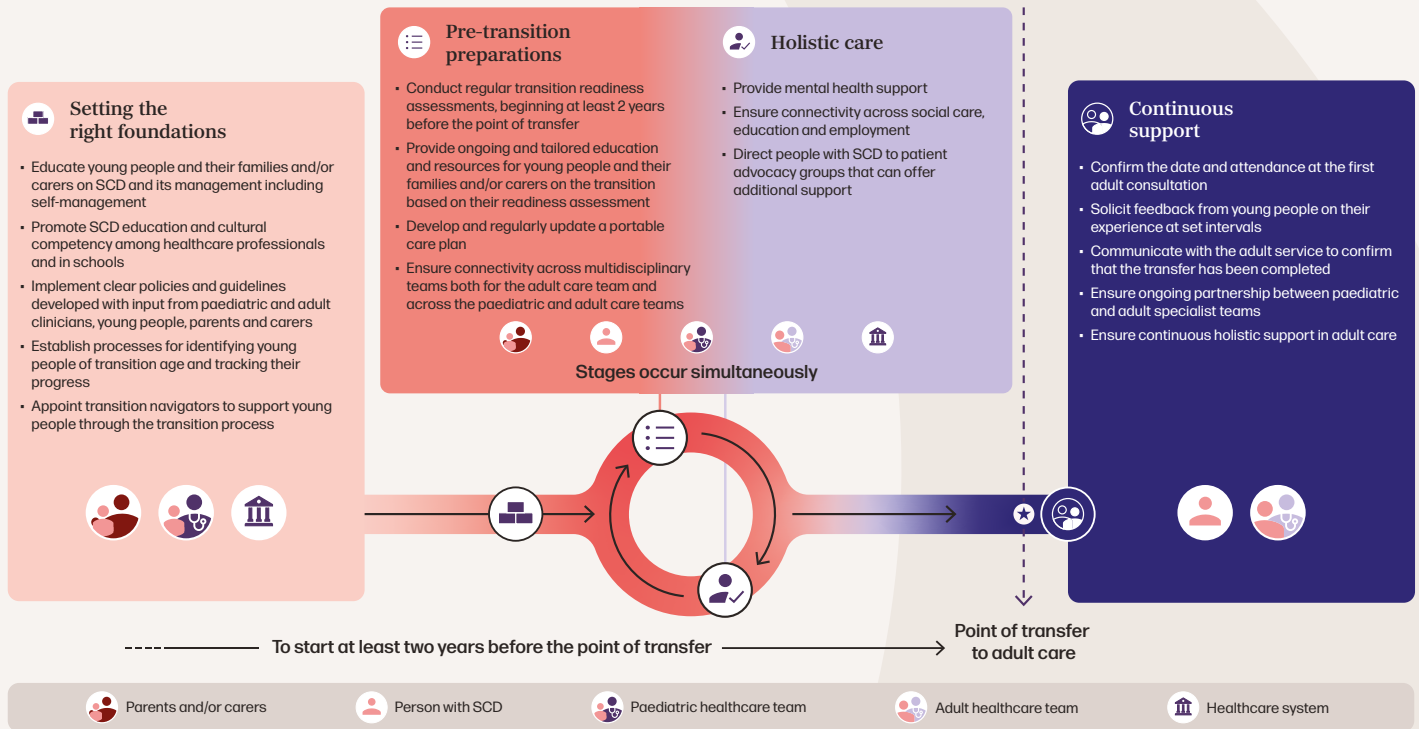 Setting the
right foundations
▪ Educate young people and their families and/or
carers on SCD and its management including
self-management
▪ Promote SCD education and cultural
competency among healthcare professionals
and in schools
▪ Implement clear policies and guidelines
developed with input from paediatric and adult
clinicians, young people, parents and carers
▪ Establish processes for identifying young
people of transition age and tracking their
progress
▪ Appoint transition navigators to support young
people through the transition process
Pre-transition
preparations
▪ Conduct regular transition readiness
assessments, beginning at least 2 years
before the point of transfer
▪ Provide ongoing and tailored education
and resources for young people and their
families and/or carers on the transition
based on their readiness assessment
▪ Develop and regularly update a portable
care plan
▪ Ensure connectivity across multidisciplinary
teams both for the adult care team and
across the paediatric and adult care teams
Holistic care
▪ Provide mental health support
▪ Ensure connectivity across social care,
education and employment
▪ Direct people with SCD to patient
advocacy groups that can offer
additional support
Stages occur simultaneously
Continuous
support
▪ Confirm the date and attendance at the first
adult consultation
▪ Solicit feedback from young people on their
experience at set intervals
▪ Communicate with the adult service to confirm
that the transfer has been completed
▪ Ensure ongoing partnership between paediatric
and adult specialist teams
▪ Ensure continuous holistic support in adult care
To start at least two years before the point of transfer
Point of transfer
to adult care
Parents and/or carers
Person with SCD
Paediatric healthcare team
Adult healthcare team
Healthcare system